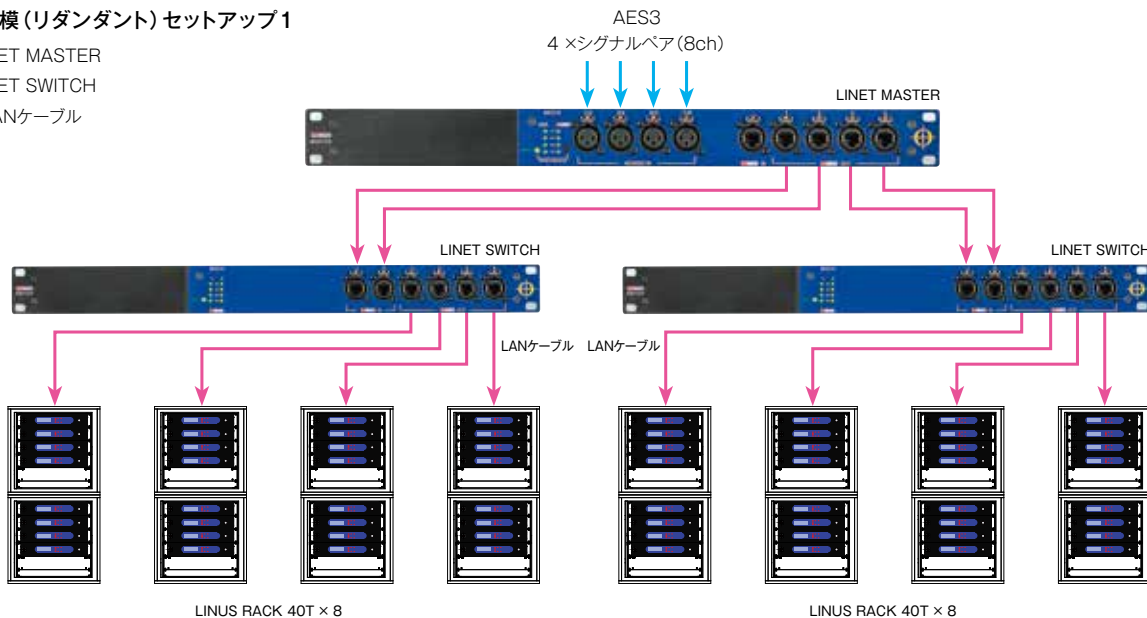 模（リダンダント）セットアップ1
ET MASTER
ET SWITCH
ANケーブル
AES3
4 ×シグナルペア（8ch）
LINET MASTER
LINET SWITCH
LINET SWITCH
LANケーブル
LANケーブル
LINUS RACK 40T × 8
LINUS RACK 40T × 8